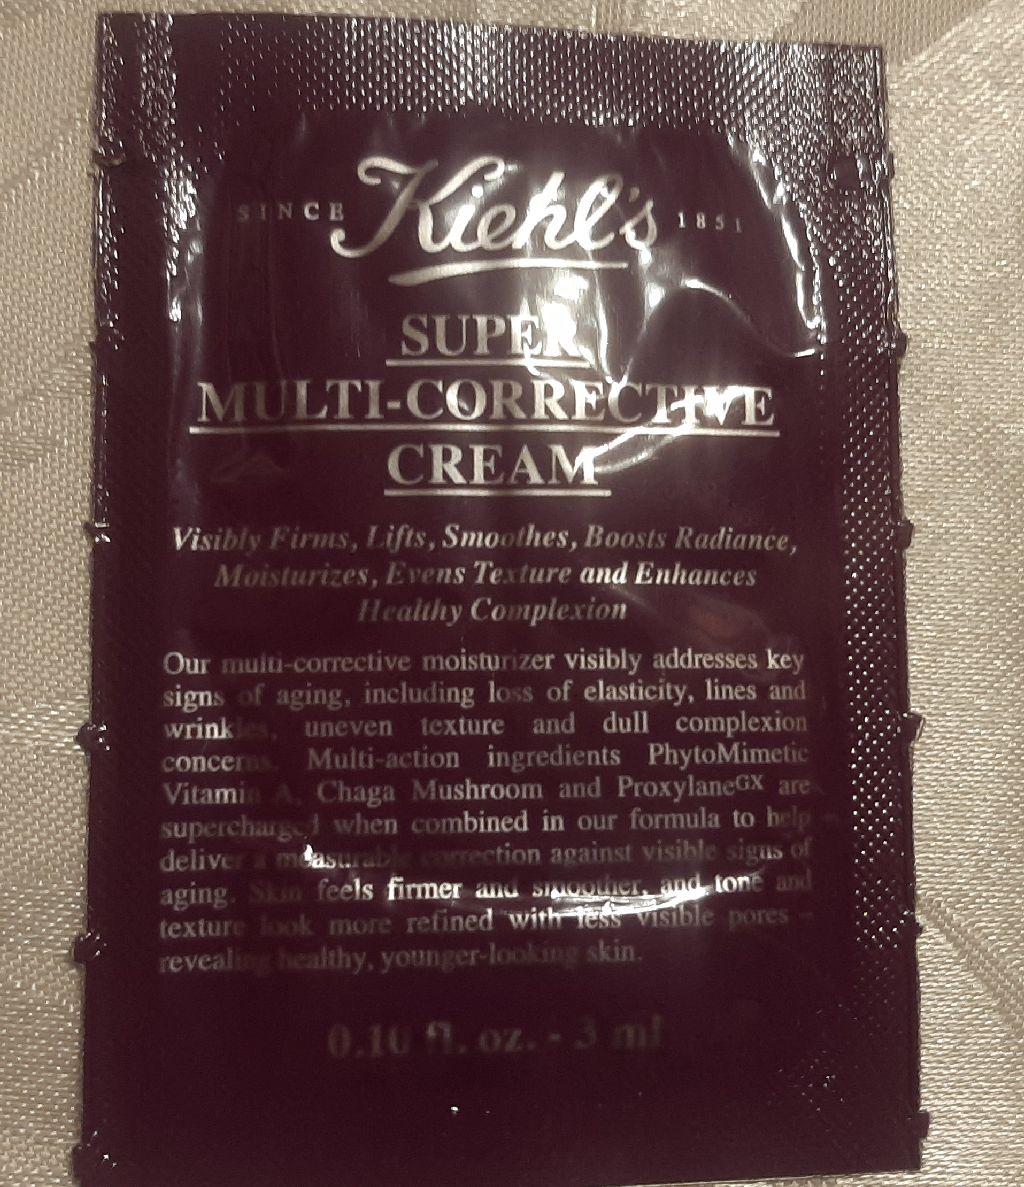 SINCE Kiehl's 1851
SUPER
MULTI-CORRECTIVE
CREAM
Visibly Firms, Lifts, Smoothes, Boosts Radiance,
Moisturizes, Evens Texture and Enhances
Healthy Complexion
Our multi-corrective moisturizer visibly addresses key
signs of aging, including loss of elasticity, lines and
wrinkles, uneven texture and dull complexion
concerns. Multi-action ingredients PhytoMimetic
Vitamin A, Chaga Mushroom and ProxylaneGX are
supercharged when combined in our formula to help
deliver a measurable correction against visible signs of
aging. Skin feels firmer and smoother, and tone and
texture look more refined with less visible pores –
revealing healthy, younger-looking skin.
0.10 fl. oz. - 3 ml